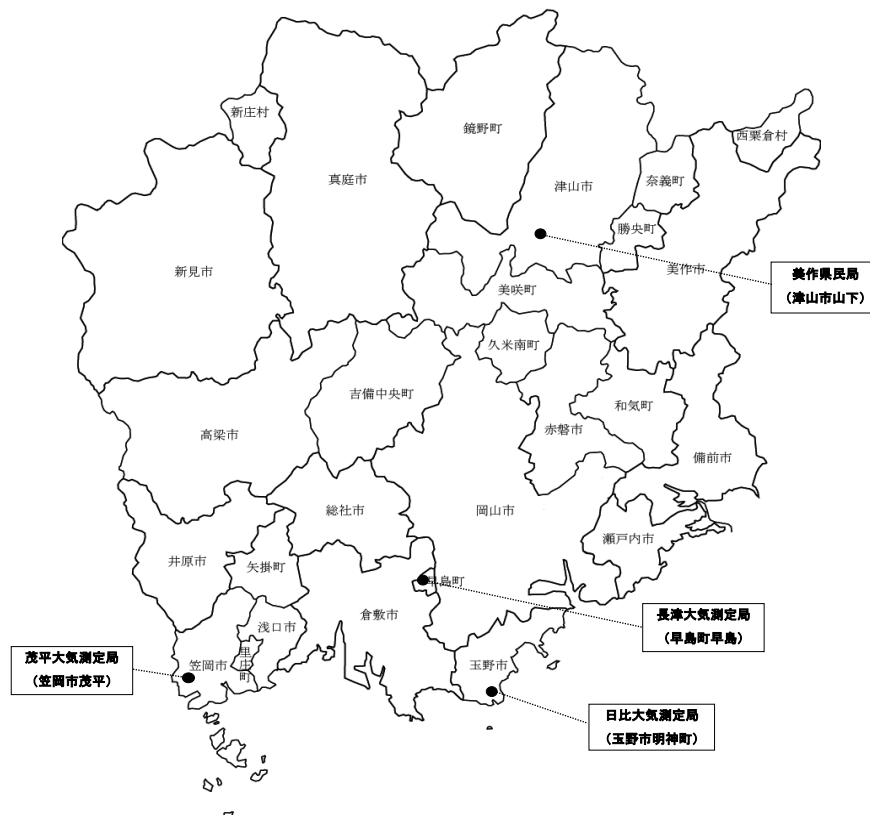 新庄村
鏡野町
西粟倉村
真庭市
津山市
奈義町
勝央町
新見市
美作市
美作県民局
(津山市山下)
美咲町
久米南町
吉備中央町
和気町
高梁市
赤磐市
備前市
総社市
岡山市
瀬戸内市
井原市
矢掛町
早島町
倉敷市
長津大気測定局
(早島町早島)
浅口市
里庄町
笠岡市
茂平大気測定局
(笠岡市茂平)
玉野市
日比大気測定局
(玉野市明神町)